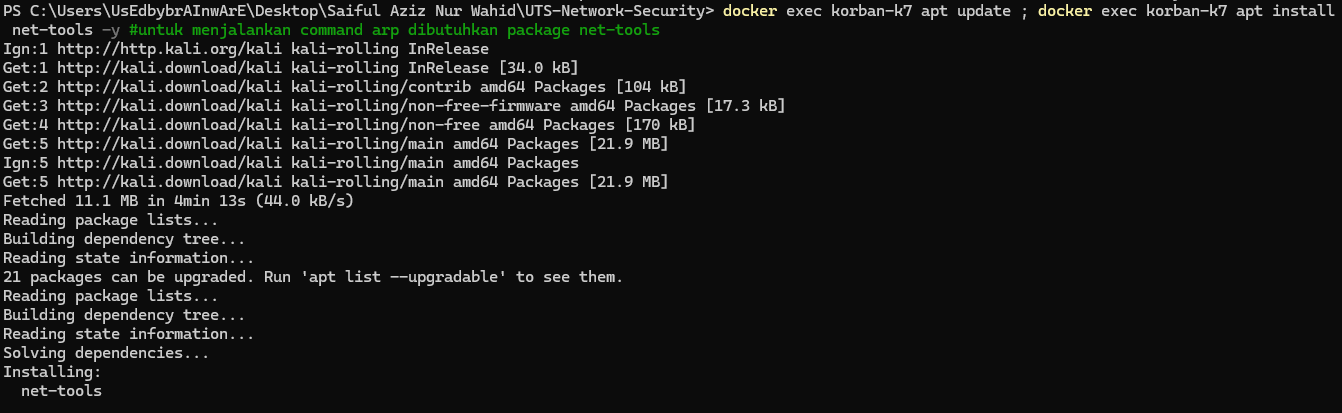 PS C:\Users\UsEdbybrAInwArE\Desktop\Saiful Aziz Nur Wahid\UTS-Network-Security> docker exec korban-k7 apt update ; docker exec korban-k7 apt install
net-tools -y #untuk menjalankan command arp dibutuhkan package net-tools
Ign:1 http://http.kali.org/kali kali-rolling InRelease
Get:1 http://kali.download/kali kali-rolling InRelease [34.0 kB]
Get:2 http://kali.download/kali kali-rolling/contrib amd64 Packages [104 kB]
Get:3 http://kali.download/kali kali-rolling/non-free-firmware amd64 Packages [17.3 kB]
Get:4 http://kali.download/kali kali-rolling/non-free amd64 Packages [170 kB]
Get:5 http://kali.download/kali kali-rolling/main amd64 Packages [21.9 MB]
Ign:5 http://kali.download/kali kali-rolling/main amd64 Packages
Get:5 http://kali.download/kali kali-rolling/main amd64 Packages [21.9 MB]
Fetched 11.1 MB in 4min 13s (44.0 kB/s)
Reading package lists...
Building dependency tree...
Reading state information...
21 packages can be upgraded. Run 'apt list --upgradable' to see them.
Reading package lists...
Building dependency tree...
Reading state information...
Solving dependencies...
Installing:
net-tools